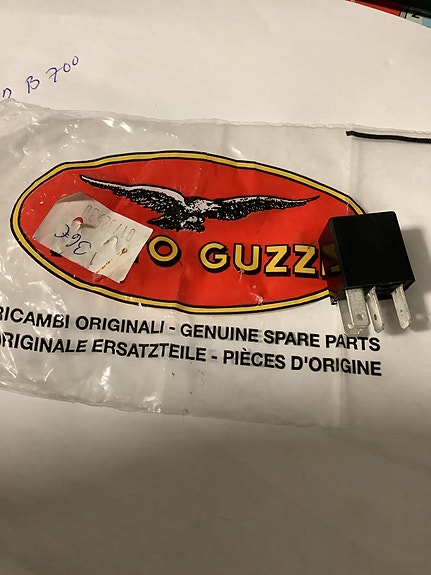 B 700
O GUZZ
RICAMBI ORIGINALI - GENUINE SPARE PARTS
ORIGINALE ERSATZTEILE - PIÈCES D'ORIGINE